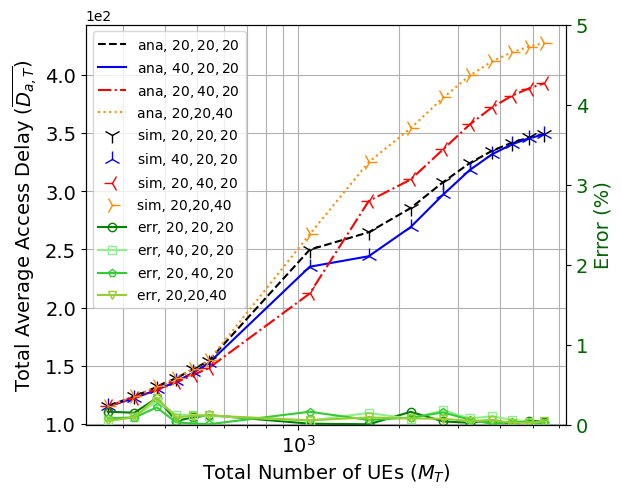 1e2
4.0
3.5
3.0
2.5
2.0
1.5
1.0
Total Average Access Delay ($\overline{D_{a,T}}$)
ana, 20, 20, 20
ana, 40, 20, 20
ana, 20, 40, 20
ana, 20,20,40
sim, 20, 20, 20
sim, 40, 20, 20
sim, 20, 40, 20
sim, 20,20,40
err, 20, 20, 20
err, 40, 20, 20
err, 20, 40, 20
err, 20,20,40
5
4
3
2
1
0
Error (%)
10³
Total Number of UEs ($M_T$)